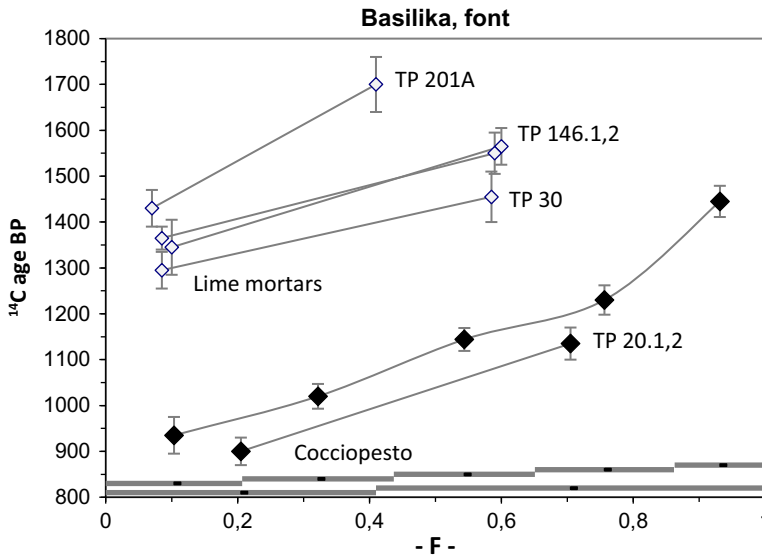 Basilika, font
1800
1700
1600
1500
1400
1300
1200
1100
1000
900
800
¹⁴C age BP
TP 201A
TP 146.1,2
TP 30
Lime mortars
TP 20.1,2
Cocciopesto
0 0,2 0,4 0,6 0,8 1
- F -